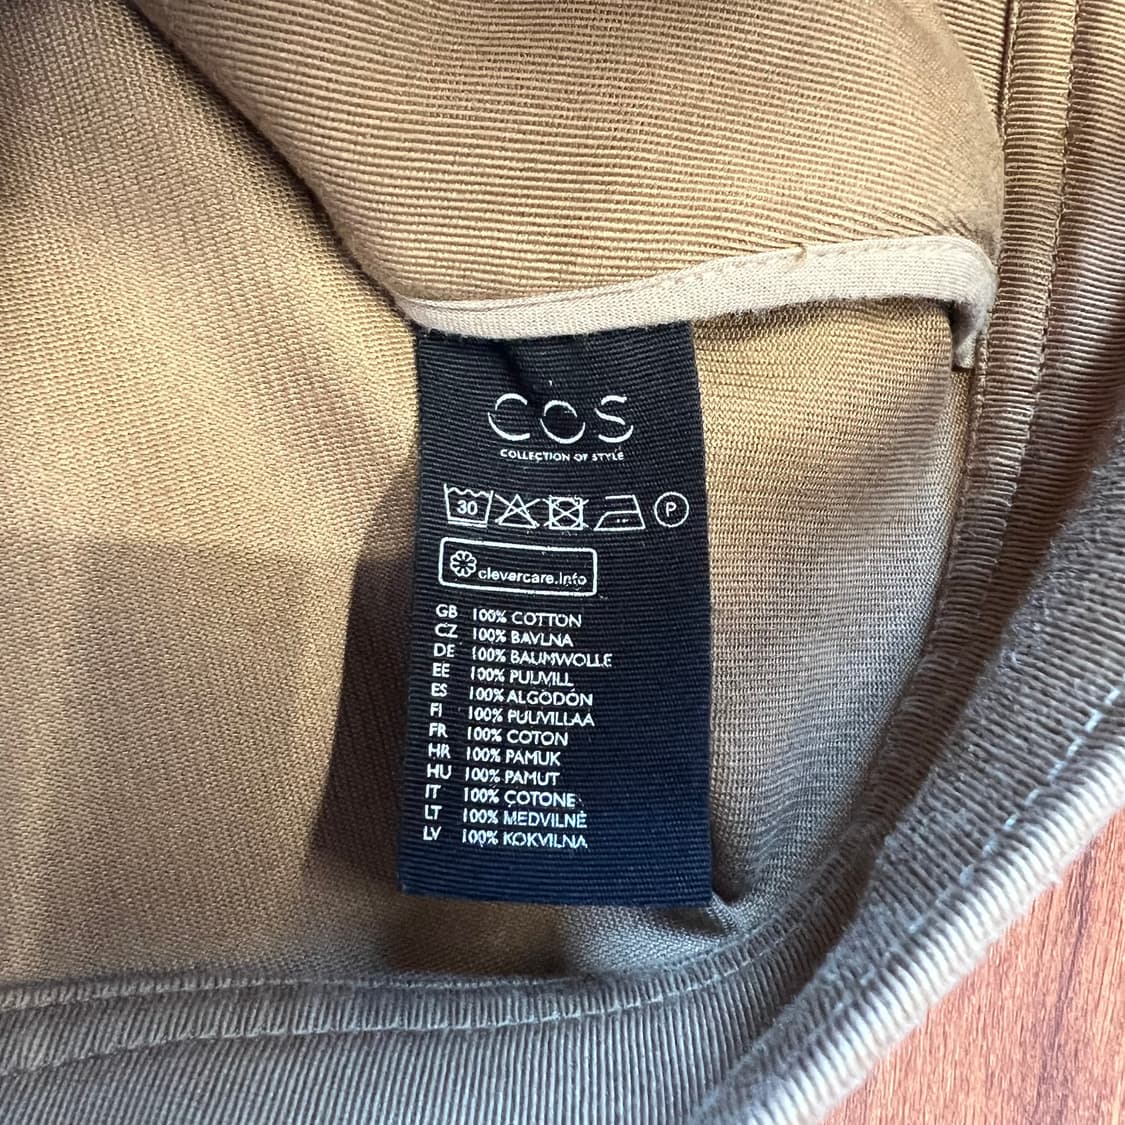 COS
COLLECTION OF STYLE
30 P
clevercare.info
GB 100% COTTON
CZ 100% BAVLNA
DE 100% BAUMWOLLE
EE 100% PUUVILL
ES 100% ALGODÓN
FI 100% PUUVILLAA
FR 100% COTON
HR 100% PAMUK
HU 100% PAMUT
IT 100% COTONE
LT 100% MEDVILNĖ
LV 100% KOKVILNA